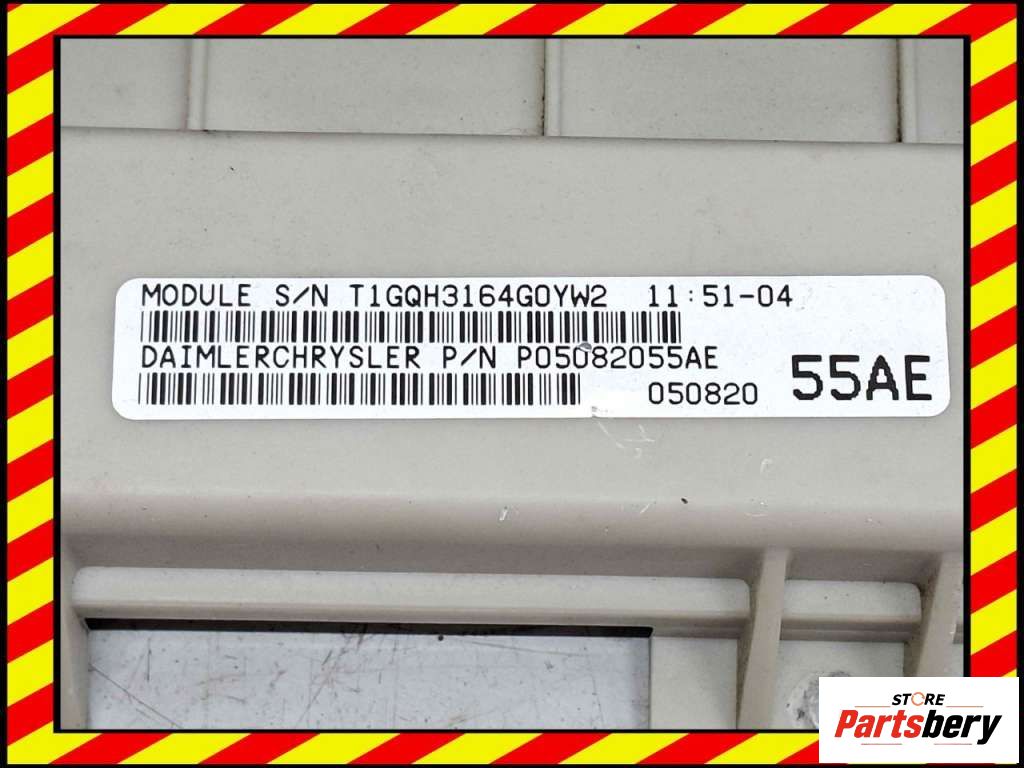 MODULE S/N T1GQH3164G0YW2 11:51-04
DAIMLERCHRYSLER P/N P05082055AE
050820 55AE
STORE
Partsbery